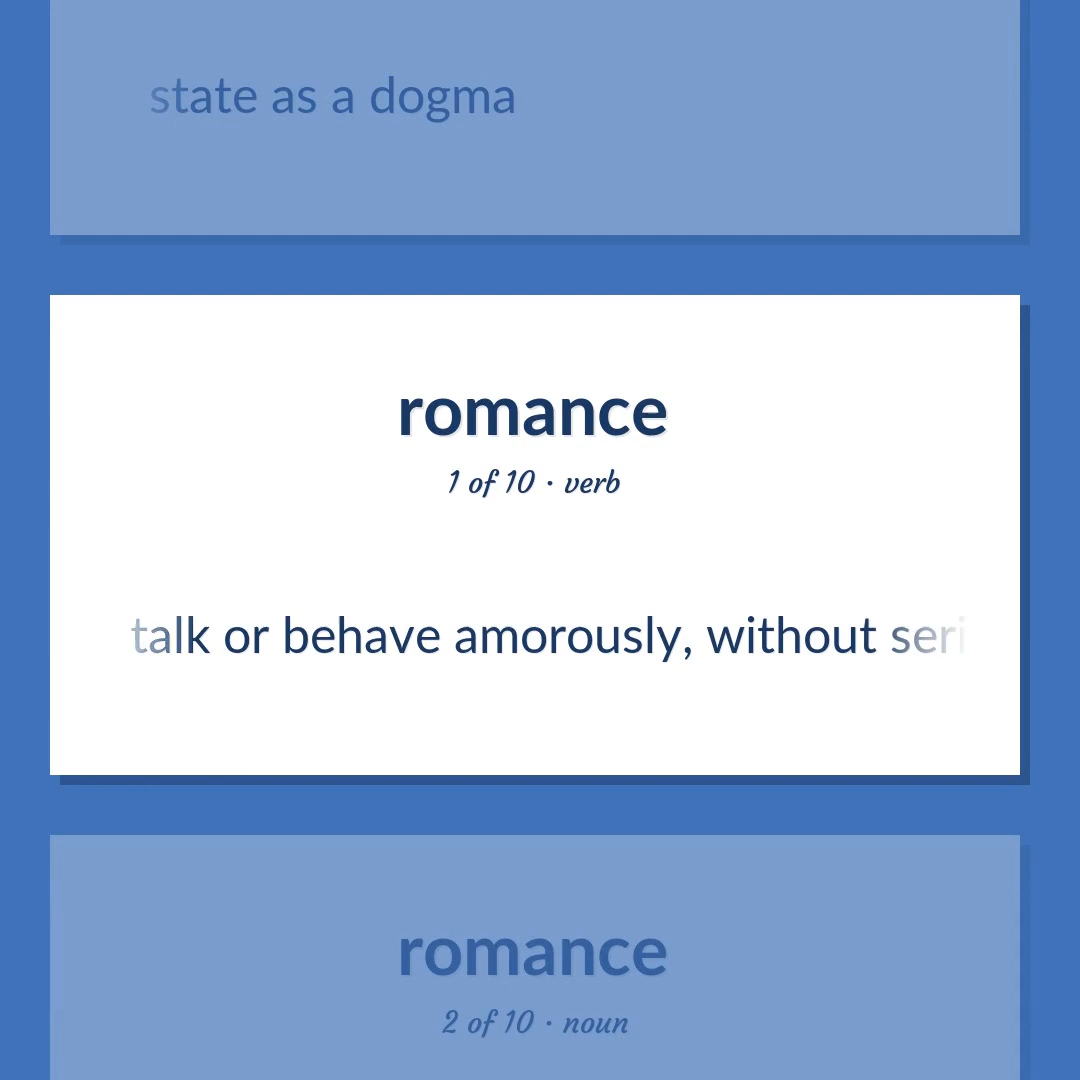 state as a dogma
romance
1 of 10 · verb
talk or behave amorously, without seri
romance
2 of 10 · noun